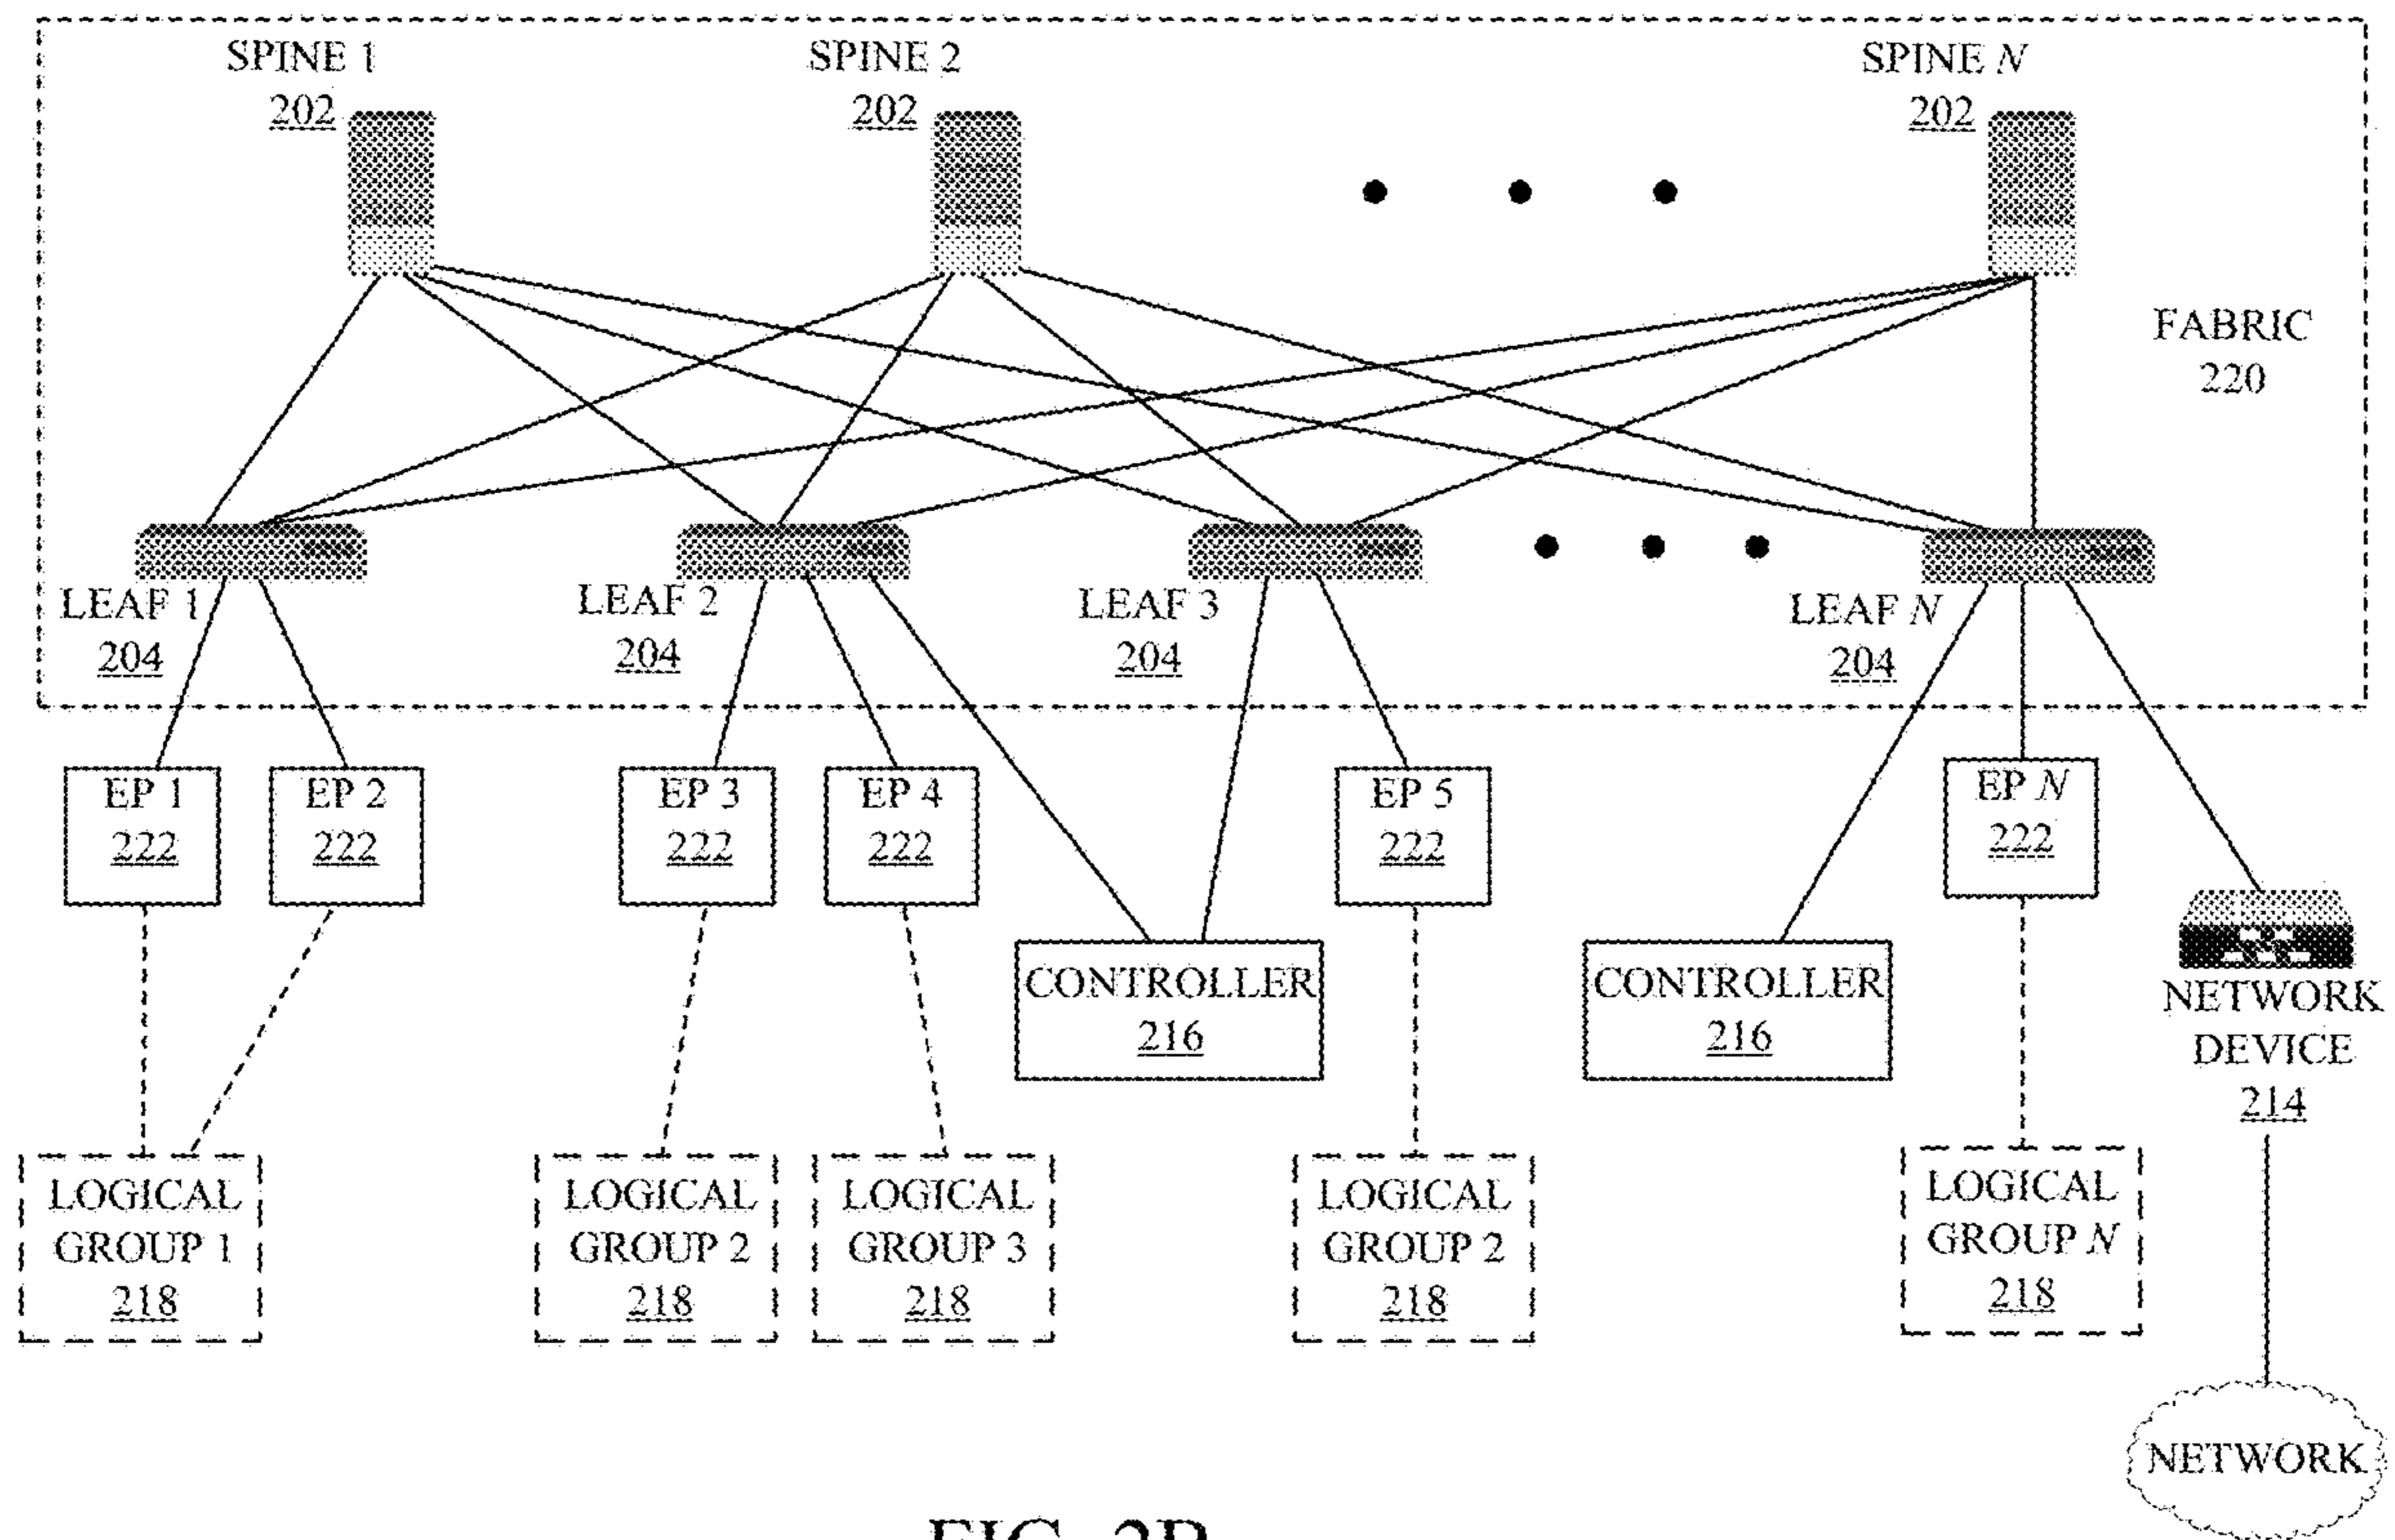 SPINE 1
202
SPINE 2
202
SPINE N
202
FABRIC
220
LEAF 1
204
LEAF 2
204
LEAF 3
204
LEAF N
204
EP 1
222
EP 2
222
EP 3
222
EP 4
222
EP 5
222
EP N
222
CONTROLLER
216
CONTROLLER
216
NETWORK
DEVICE
214
LOGICAL
GROUP 1
218
LOGICAL
GROUP 2
218
LOGICAL
GROUP 3
218
LOGICAL
GROUP 2
218
LOGICAL
GROUP N
218
NETWORK
FIG. 2B